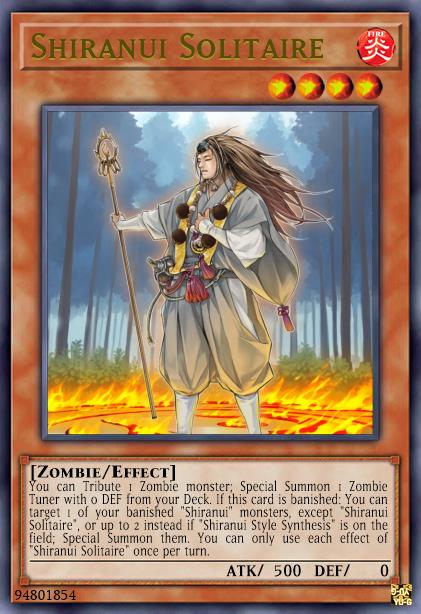 SHIRANUI SOLITAIRE
FIRE
炎
[ZOMBIE/EFFECT]
You can Tribute 1 Zombie monster; Special Summon 1 Zombie
Tuner with 0 DEF from your Deck. If this card is banished: You can
target 1 of your banished "Shiranui" monsters, except "Shiranui
Solitaire", or up to 2 instead if "Shiranui Style Synthesis" is on the
field; Special Summon them. You can only use each effect of
"Shiranui Solitaire" once per turn.
ATK/ 500 DEF/ 0
94801854